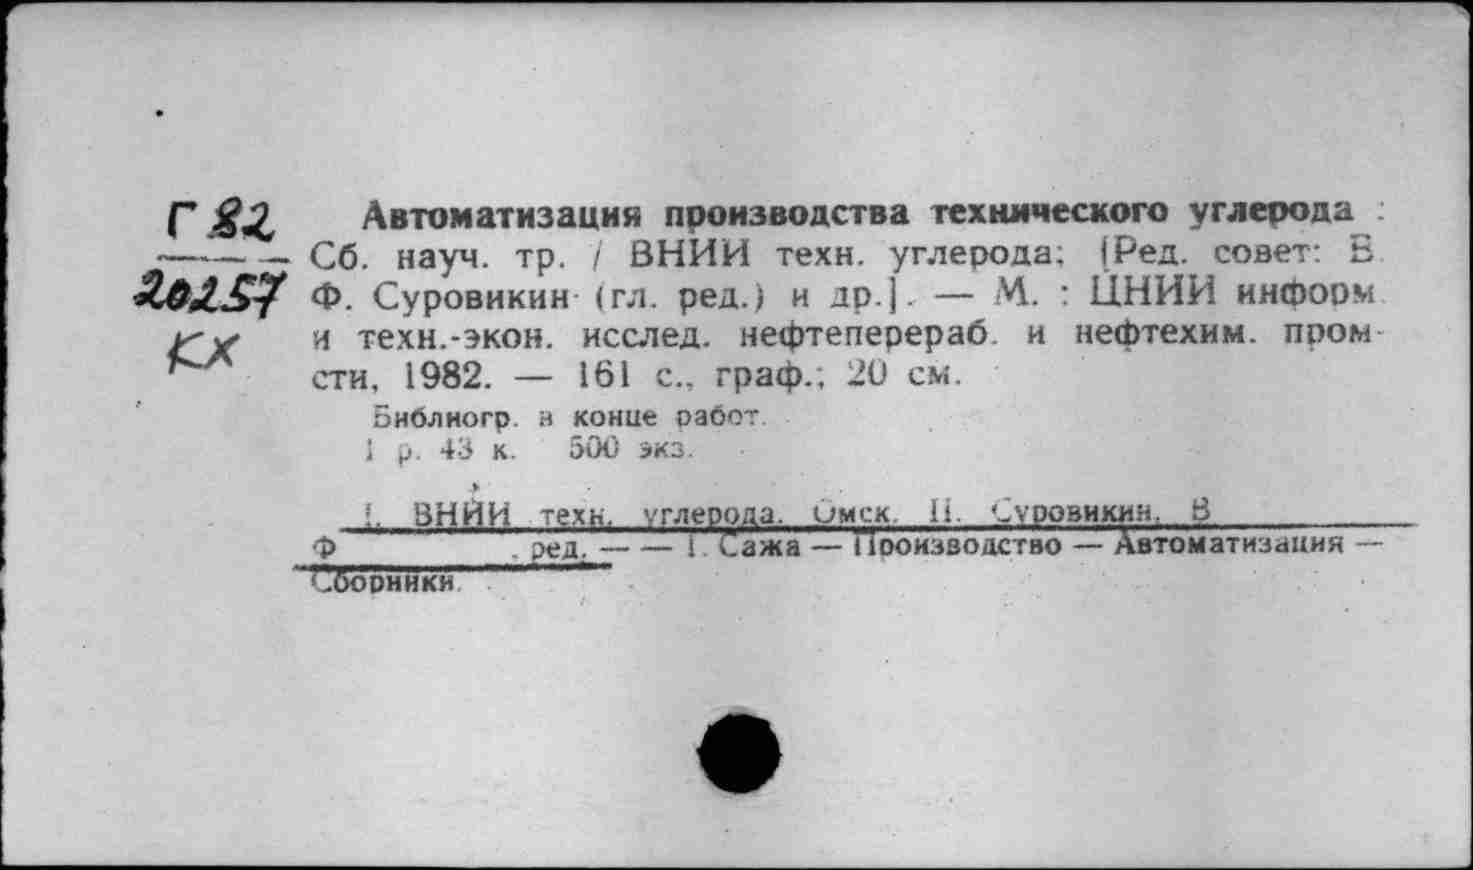 Г 82
20257
КХ
Автоматизация производства технического углерода :
Сб. науч. тр. / ВНИИ техн. углерода; [Ред. совет: В.
Ф. Суровикин (гл. ред.) и др.]. — М. : ЦНИИ информ.
и техн.-экон. исслед. нефтеперераб. и нефтехим. пром-
сти, 1982. — 161 с., граф.; 20 см.
Библиогр. в конце работ.
1 р. 43 к. 500 экз.
I. ВНИИ техн. углерода. Омск. II. Суровикин, В
Ф , ред. — — 1. Сажа — Производство — Автоматизация —
Сборники.